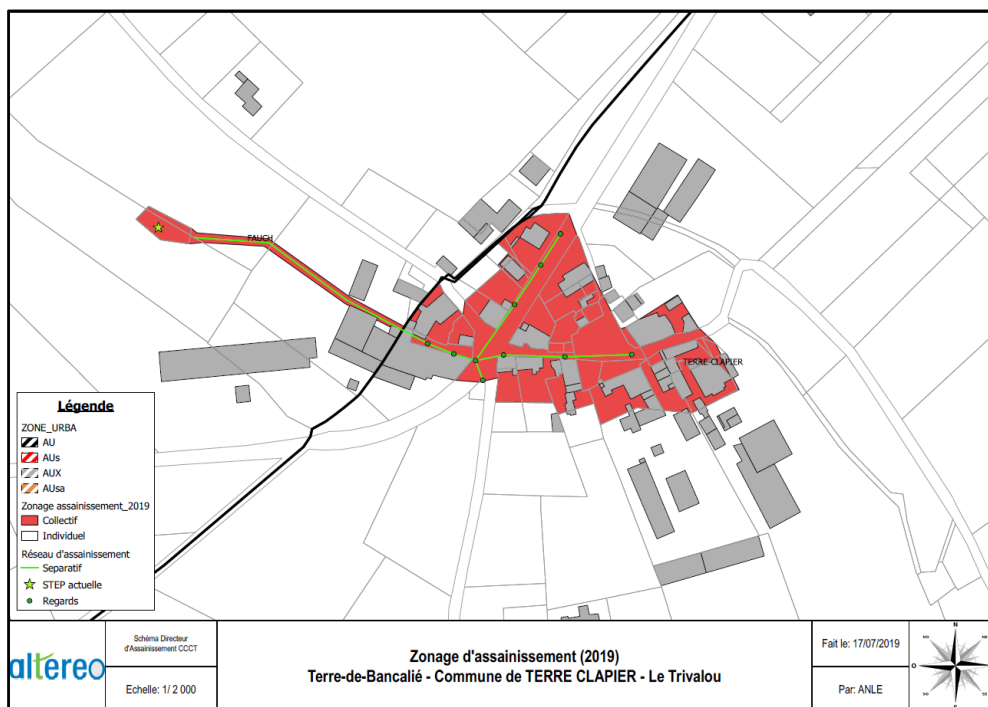 FAUCH
TERRE-CLAPIER
Légende
ZONE_URBA
AU
AUs
AUX
AUsa
Zonage assainissement_2019
Collectif
Individuel
Réseau d'assainissement
Séparatif
STEP actuelle
Regards
altereo
Schéma Directeur
d'Assainissement CCCT
Echelle: 1/ 2 000
Zonage d'assainissement (2019)
Terre-de-Bancalié - Commune de TERRE CLAPIER - Le Trivalou
Fait le: 17/07/2019
Par: ANLE
N
O
E